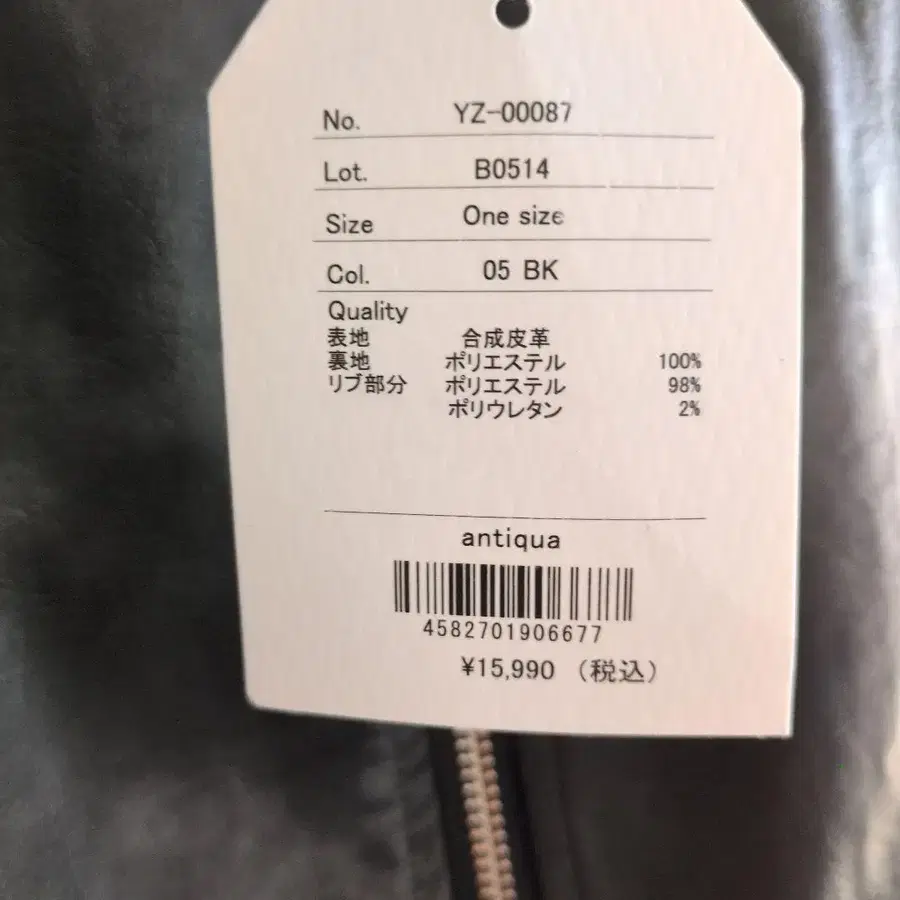 No. YZ-00087
Lot. B0514
Size One size
Col. 05 BK
Quality
表地 合成皮革
裏地 ポリエステル 100%
リブ部分 ポリエステル 98%
ポリウレタン 2%
antiqua
4582701906677
¥15,990 (税込)